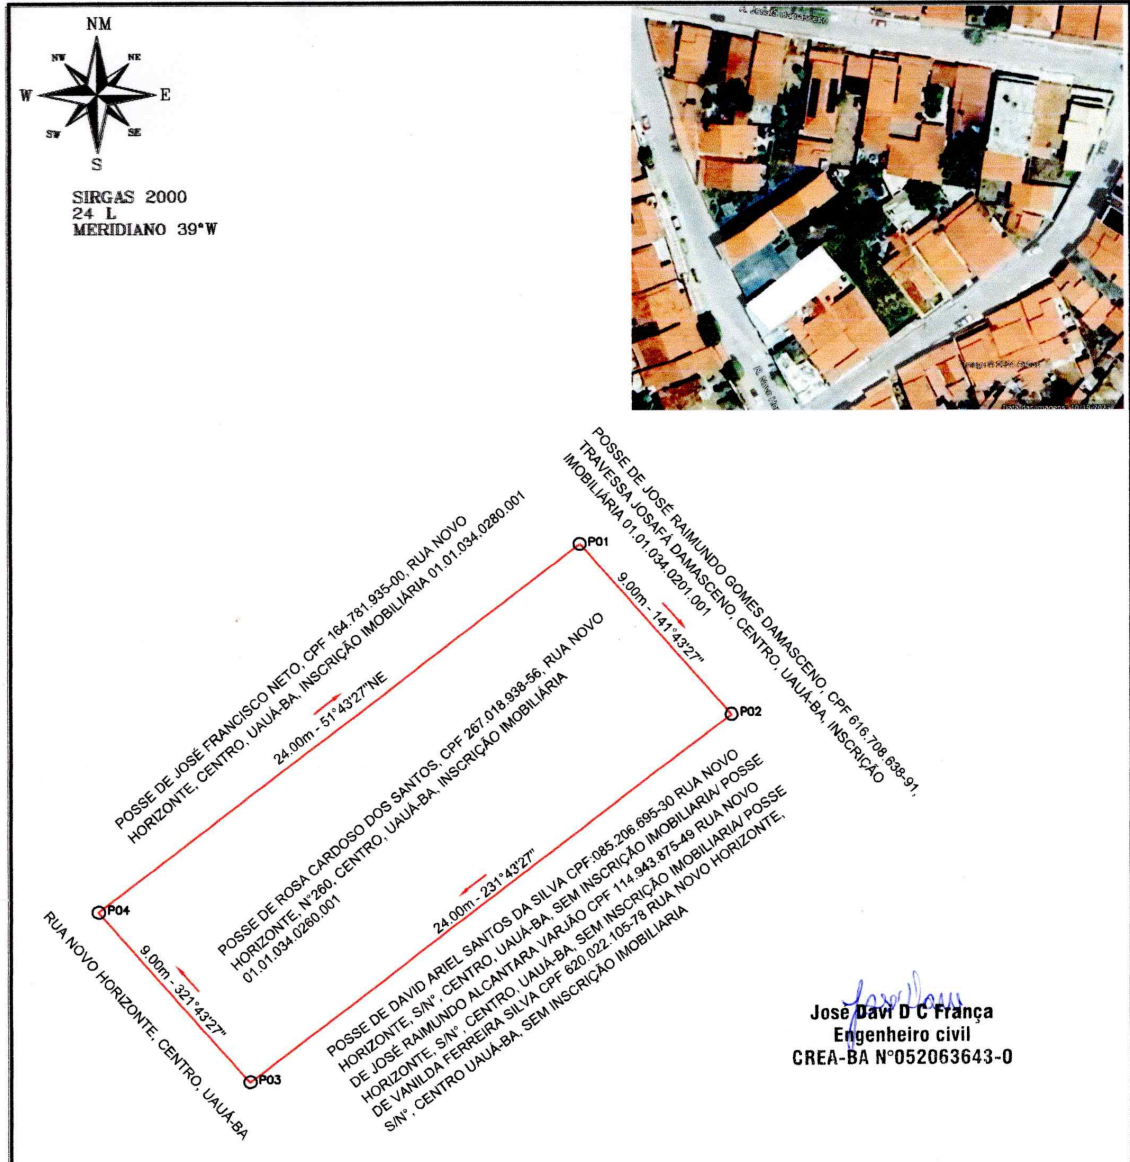 NM
NW
NE
W
E
SW
SE
S
SIRGAS 2000
24 L
MERIDIANO 39°W
POSSE DE JOSÉ RAIMUNDO GOMES DAMASCENO, CPF 616.708.638-91,
TRAVESSA JOSAFÁ DAMASCENO, CENTRO, UAUÁ-BA, INSCRIÇÃO
IMOBILIÁRIA 01.01.034.0201.001
POSSE DE JOSÉ FRANCISCO NETO, CPF 164.781.935-00, RUA NOVO
HORIZONTE, CENTRO, UAUÁ-BA, INSCRIÇÃO IMOBILIÁRIA 01.01.034.0280.001
P01
9.00m - 141°43'27"
24.00m - 51°43'27"NE
P02
POSSE DE ROSA CARDOSO DOS SANTOS, CPF 267.018.938-56, RUA NOVO
HORIZONTE, N°260, CENTRO, UAUÁ-BA, INSCRIÇÃO IMOBILIÁRIA
01.01.034.0260.001
24.00m - 231°43'27"
P04
9.00m - 321°43'27"
RUA NOVO HORIZONTE, CENTRO, UAUÁ-BA
P03
POSSE DE DAVID ARIEL SANTOS DA SILVA CPF:085.206.695-30 RUA NOVO
HORIZONTE, S/N°, CENTRO, UAUÁ-BA, SEM INSCRIÇÃO IMOBILIARIA/ POSSE
DE JOSÉ RAIMUNDO ALCANTARA VARJÃO CPF 114.943.875-49 RUA NOVO
HORIZONTE, S/N°, CENTRO, UAUÁ-BA, SEM INSCRIÇÃO IMOBILIARIA/ POSSE
DE VANILDA FERREIRA SILVA CPF 620.022.105-78 RUA NOVO HORIZONTE,
S/N°, CENTRO UAUÁ-BA, SEM INSCRIÇÃO IMOBILIARIA
José Davi D C França
Engenheiro civil
CREA-BA N°052063643-0